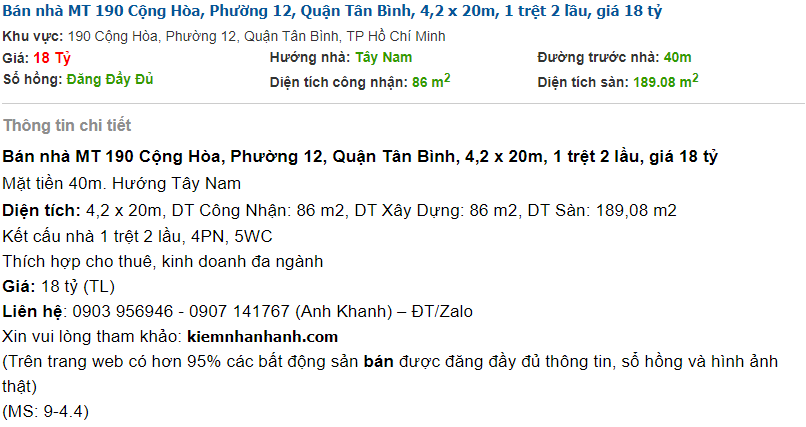 Bán nhà MT 190 Cộng Hòa, Phường 12, Quận Tân Bình, 4,2 x 20m, 1 trệt 2 lầu, giá 18 tỷ
Khu vực: 190 Cộng Hòa, Phường 12, Quận Tân Bình, TP Hồ Chí Minh
Giá: 18 Tỷ Hướng nhà: Tây Nam Đường trước nhà: 40m
Sổ hồng: Đăng Đầy Đủ Diện tích công nhận: 86 m2 Diện tích sàn: 189.08 m2
Thông tin chi tiết
Bán nhà MT 190 Cộng Hòa, Phường 12, Quận Tân Bình, 4,2 x 20m, 1 trệt 2 lầu, giá 18 tỷ
Mặt tiền 40m. Hướng Tây Nam
Diện tích: 4,2 x 20m, DT Công Nhận: 86 m2, DT Xây Dựng: 86 m2, DT Sàn: 189,08 m2
Kết cấu nhà 1 trệt 2 lầu, 4PN, 5WC
Thích hợp cho thuê, kinh doanh đa ngành
Giá: 18 tỷ (TL)
Liên hệ: 0903 956946 - 0907 141767 (Anh Khanh) – ĐT/Zalo
Xin vui lòng tham khảo: kiemnhanhanh.com
(Trên trang web có hơn 95% các bất động sản bán được đăng đầy đủ thông tin, sổ hồng và hình ảnh
thật)
(MS: 9-4.4)